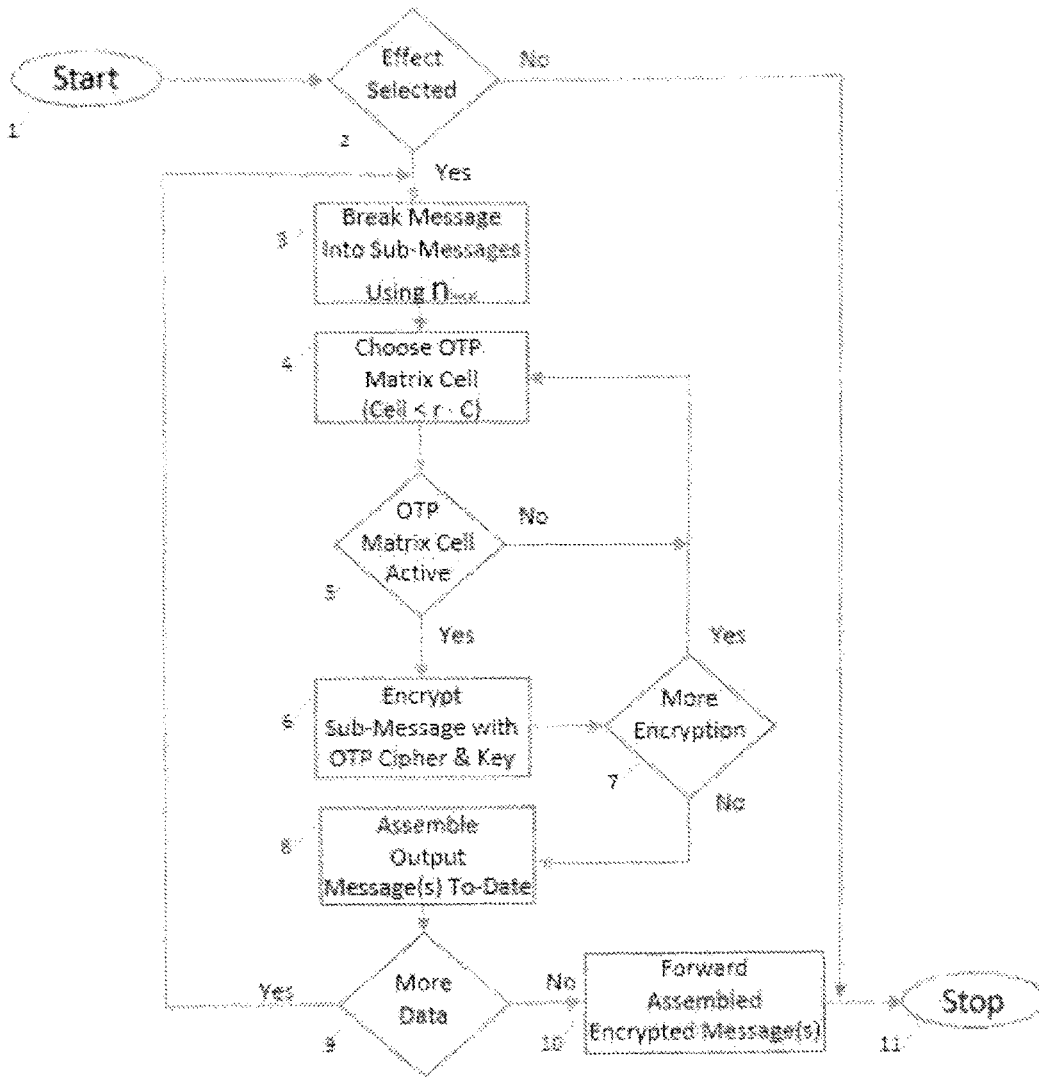 Start
1
Effect
Selected
2
No
Yes
Break Message
Into Sub-Messages
Using n
3
Choose OTP
Matrix Cell
(Cell < r · C)
4
OTP
Matrix Cell
Active
5
No
Yes
Encrypt
Sub-Message with
OTP Cipher & Key
6
More
Encryption
7
Yes
No
Assemble
Output
Message(s) To-Date
8
More
Data
9
Yes
No
Forward
Assembled
Encrypted Message(s)
10
Stop
11